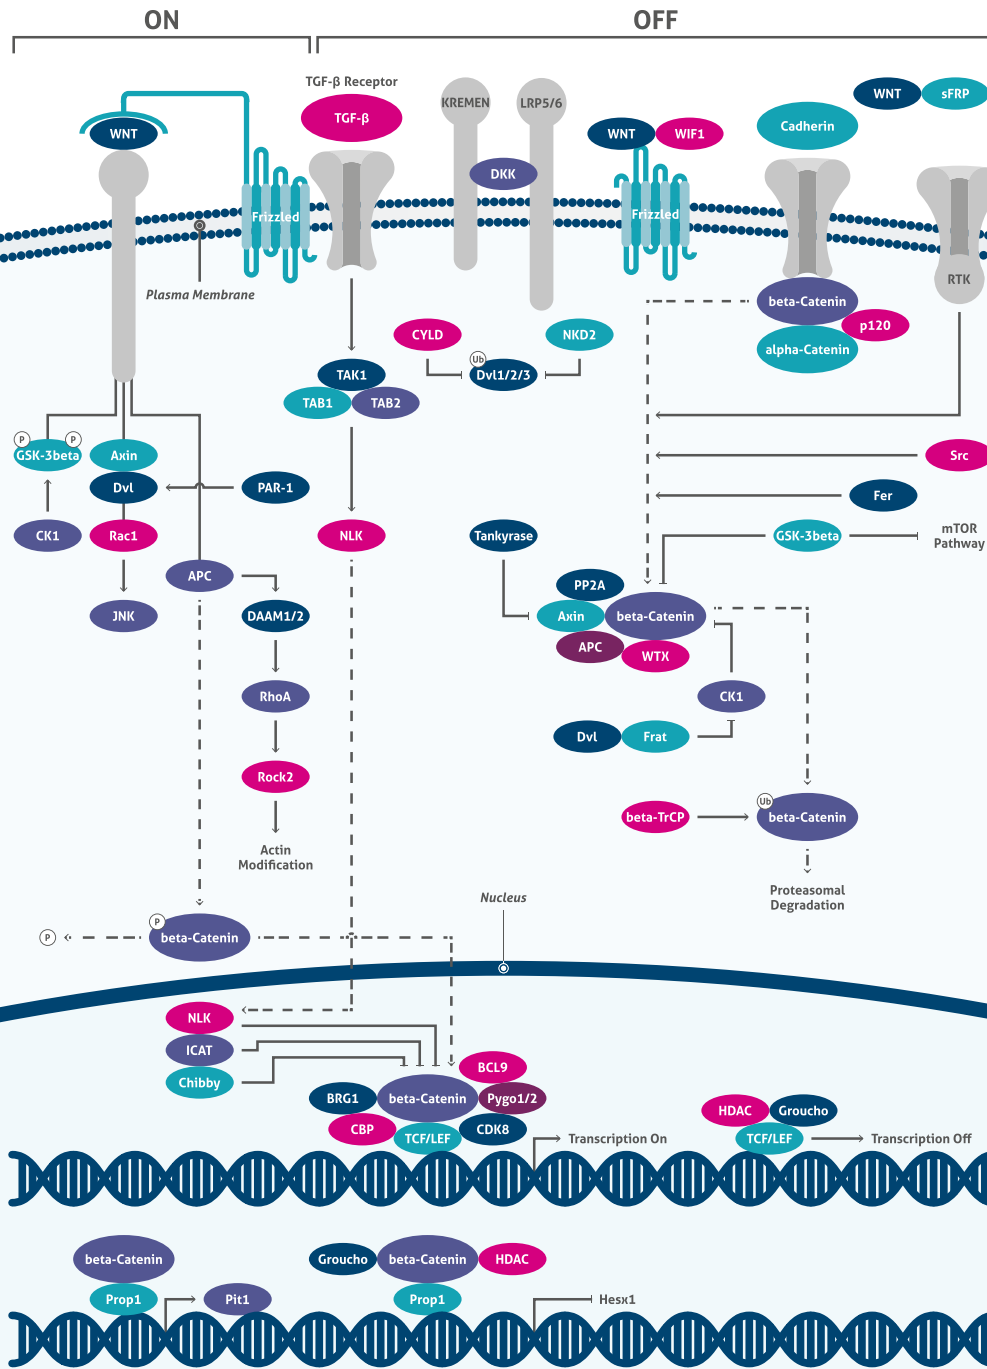 ON
OFF
TGF-β Receptor
TGF-β
KREMEN
LRP5/6
WNT
sFRP
WNT
WNT
WIF1
Cadherin
DKK
Frizzled
Frizzled
RTK
Plasma Membrane
beta-Catenin
p120
alpha-Catenin
CYLD
NKD2
Ub
Dvl1/2/3
TAK1
TAB1
TAB2
P
P
GSK-3beta
Axin
Src
Dvl
PAR-1
Fer
CK1
Rac1
NLK
Tankyrase
GSK-3beta
mTOR
Pathway
APC
PP2A
JNK
DAAM1/2
Axin
beta-Catenin
APC
WTX
RhoA
CK1
Dvl
Frat
Rock2
Ub
beta-TrCP
beta-Catenin
Actin
Modification
Proteasomal
Degradation
Nucleus
P
P
beta-Catenin
NLK
ICAT
Chibby
BCL9
BRG1
beta-Catenin
Pygo1/2
CBP
TCF/LEF
CDK8
Transcription On
HDAC
Groucho
TCF/LEF
Transcription Off
beta-Catenin
Prop1
Pit1
Groucho
beta-Catenin
HDAC
Prop1
Hesx1